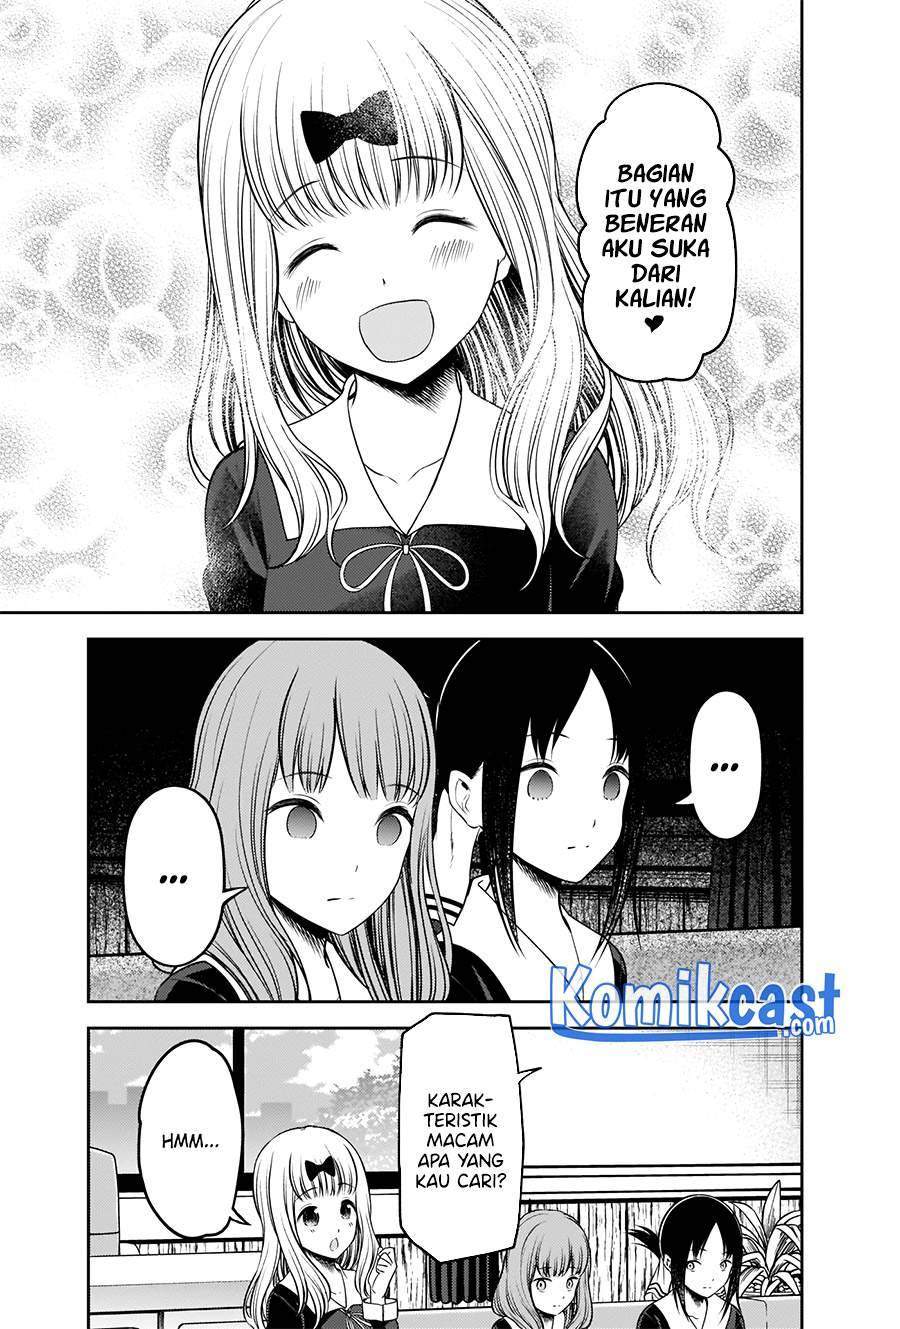 BAGIAN
ITU YANG
BENERAN
AKU SUKA
DARI
KALIAN!
♥
...
...
Komikcast
.com
KARAK-
TERISTIK
MACAM
APA YANG
KAU CARI?
HMM...